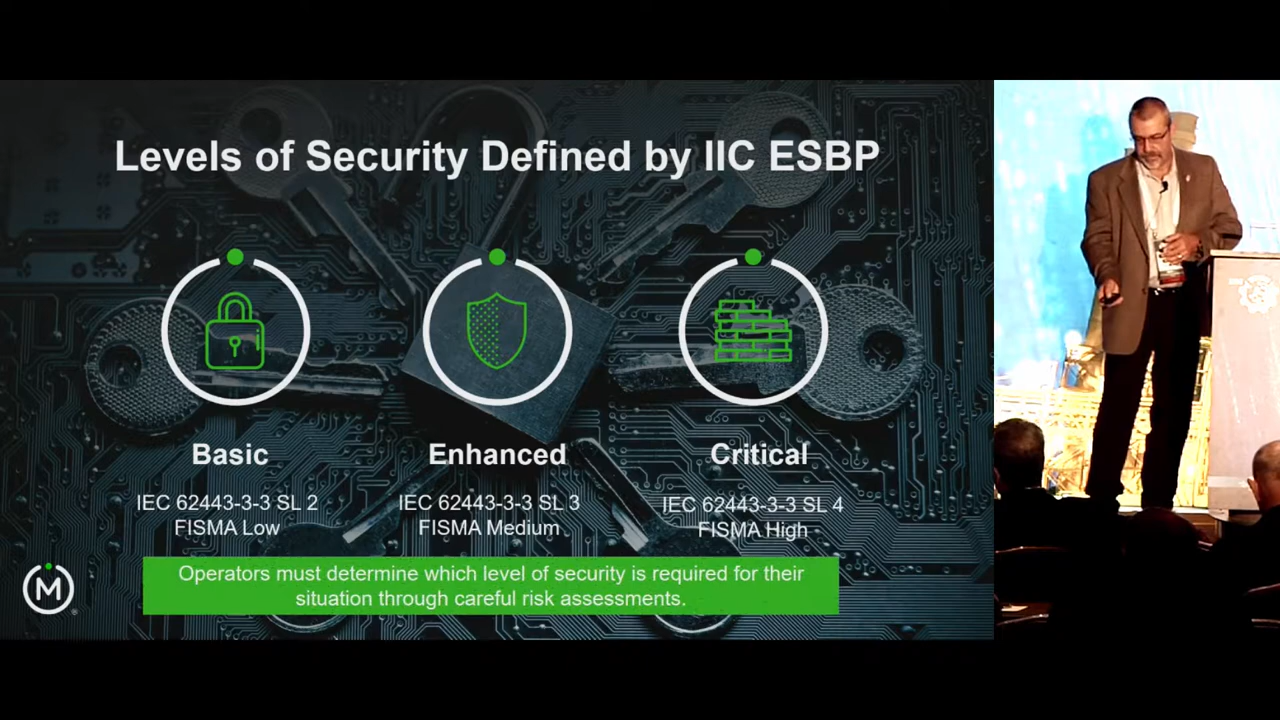 Levels of Security Defined by IIC ESBP
Basic
IEC 62443-3-3 SL 2
FISMA Low
Enhanced
IEC 62443-3-3 SL 3
FISMA Medium
Critical
IEC 62443-3-3 SL 4
FISMA High
Operators must determine which level of security is required for their
situation through careful risk assessments.
M